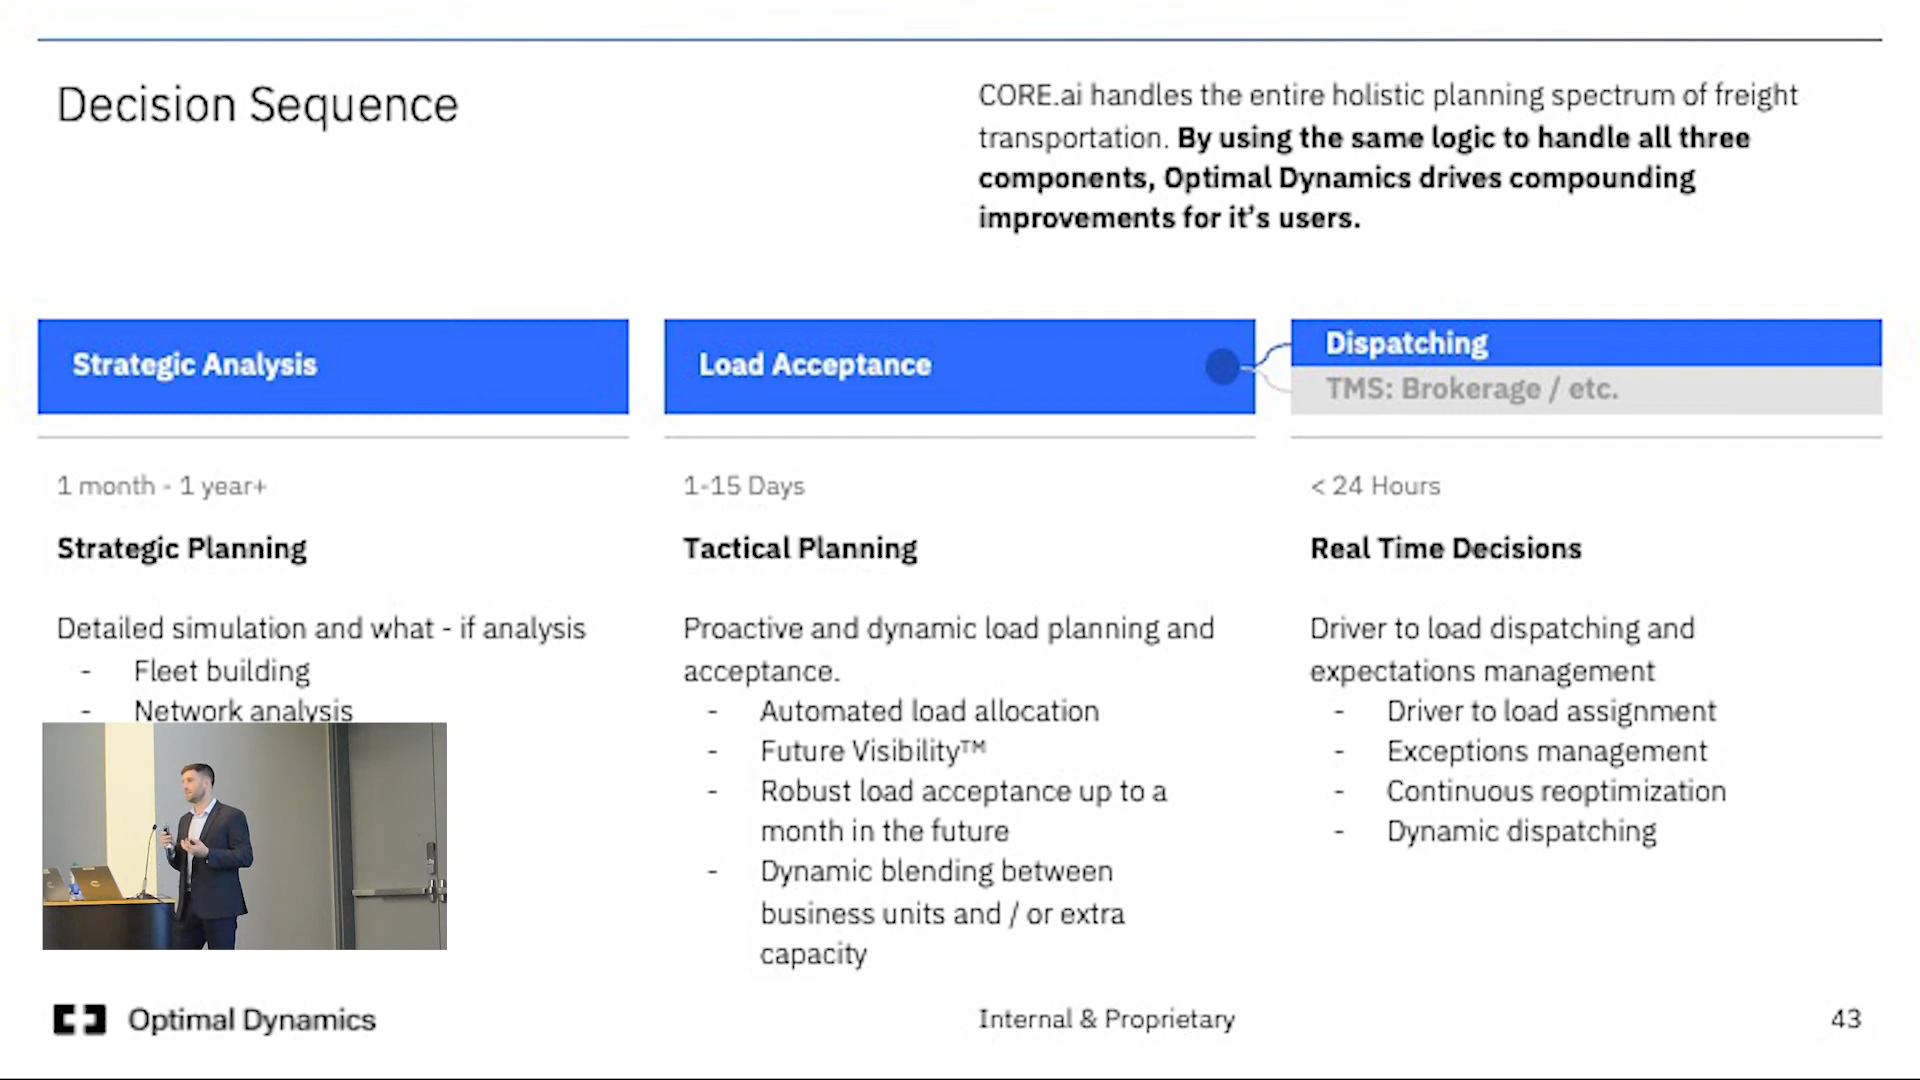 Decision Sequence
CORE.ai handles the entire holistic planning spectrum of freight
transportation. By using the same logic to handle all three
components, Optimal Dynamics drives compounding
improvements for it's users.
Strategic Analysis
1 month - 1 year+
Strategic Planning
Detailed simulation and what - if analysis
- Fleet building
- Network analysis
Load Acceptance
1-15 Days
Tactical Planning
Proactive and dynamic load planning and
acceptance.
- Automated load allocation
- Future Visibility™
- Robust load acceptance up to a
month in the future
- Dynamic blending between
business units and / or extra
capacity
Dispatching
TMS: Brokerage / etc.
< 24 Hours
Real Time Decisions
Driver to load dispatching and
expectations management
- Driver to load assignment
- Exceptions management
- Continuous reoptimization
- Dynamic dispatching
Optimal Dynamics
Internal & Proprietary
43